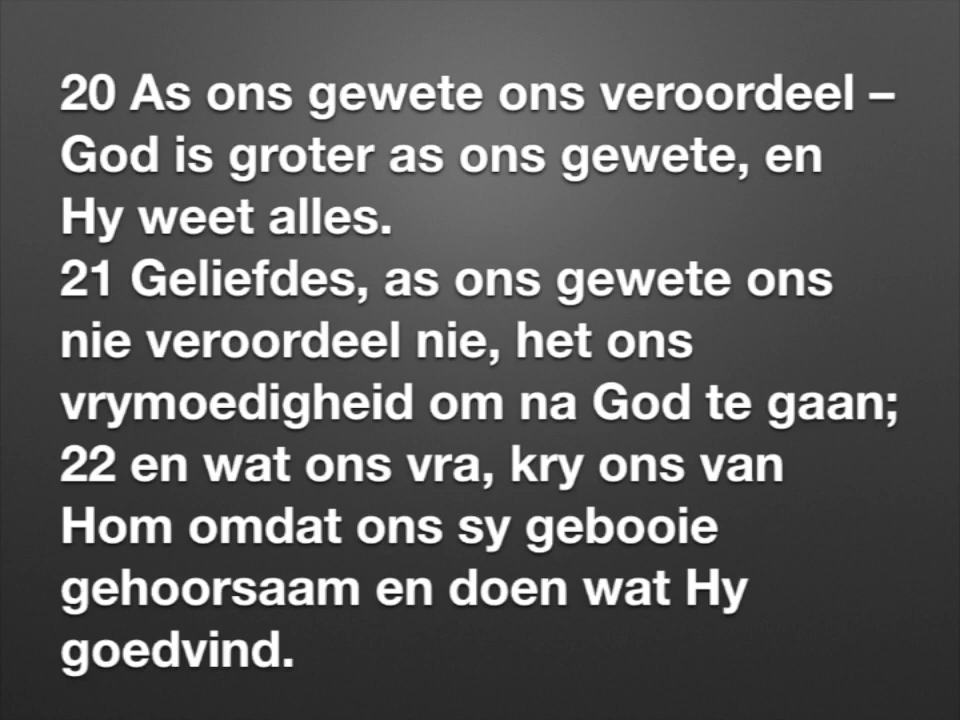 20 As ons gewete ons veroordeel –
God is groter as ons gewete, en
Hy weet alles.
21 Geliefdes, as ons gewete ons
nie veroordeel nie, het ons
vrymoedigheid om na God te gaan;
22 en wat ons vra, kry ons van
Hom omdat ons sy gebooie
gehoorsaam en doen wat Hy
goedvind.